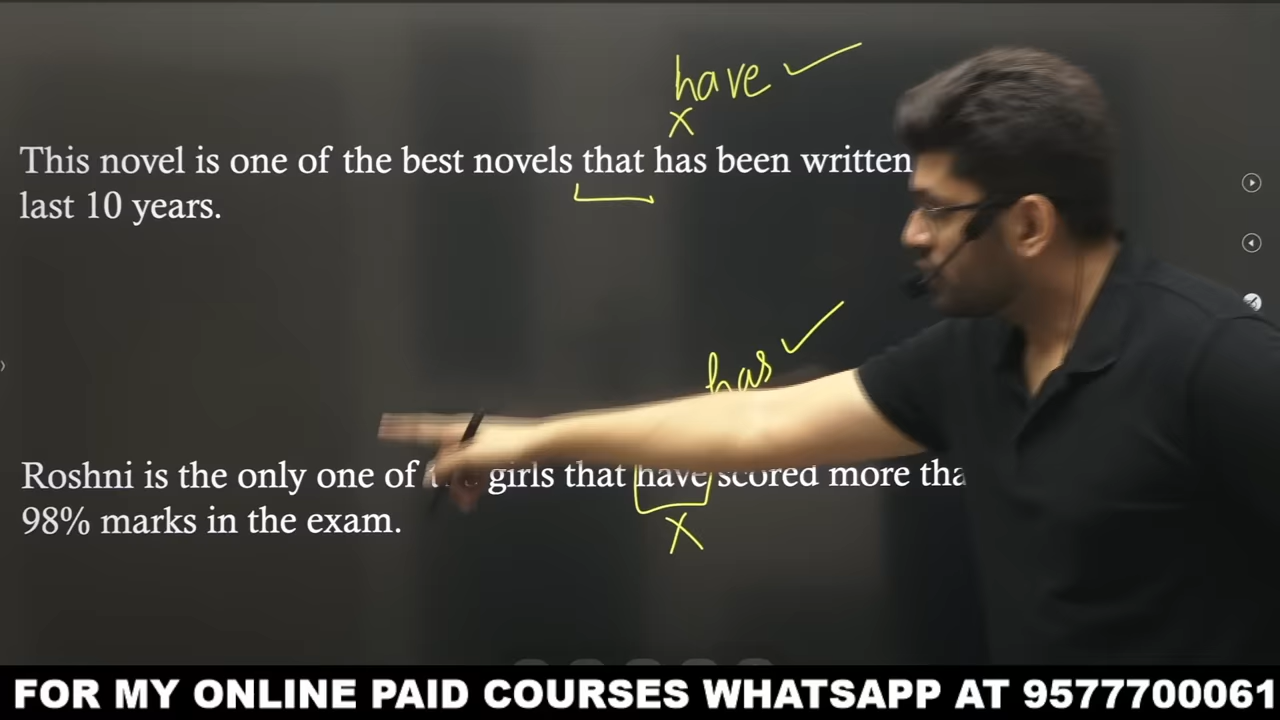 have
x
This novel is one of the best novels that has been written
last 10 years.
has
Roshni is the only one of girls that have scored more
98% marks in the exam.
X
FOR MY ONLINE PAID COURSES WHATSAPP AT 9577700061